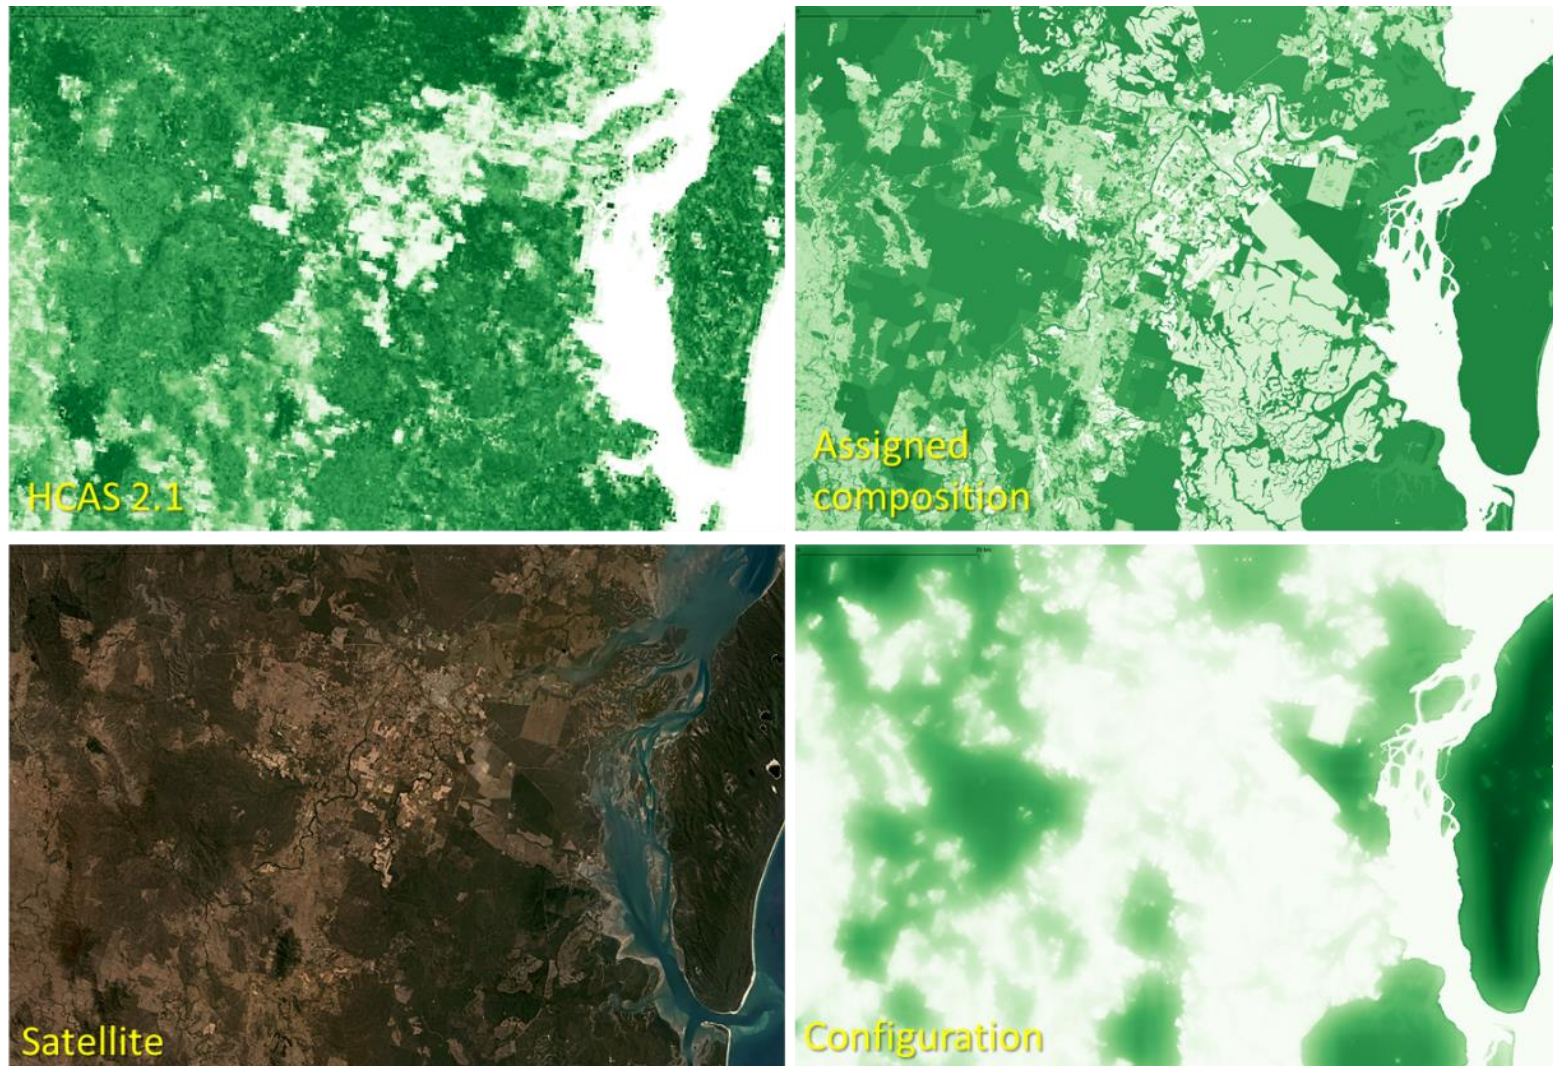 HCAS 2.1
Assigned
composition
Satellite
Configuration